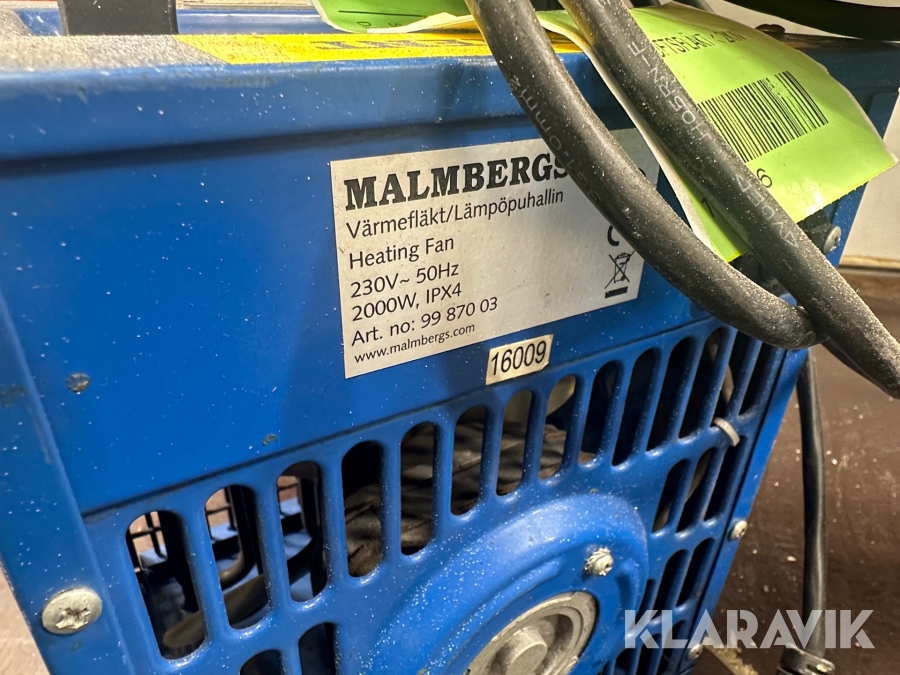 MALMBERGS
Värmefläkt/Lämpöpuhallin
Heating Fan
230V~ 50Hz
2000W, IPX4
Art. no: 99 870 03
www.malmbergs.com
16009
H05RN-F
KLARAVIK